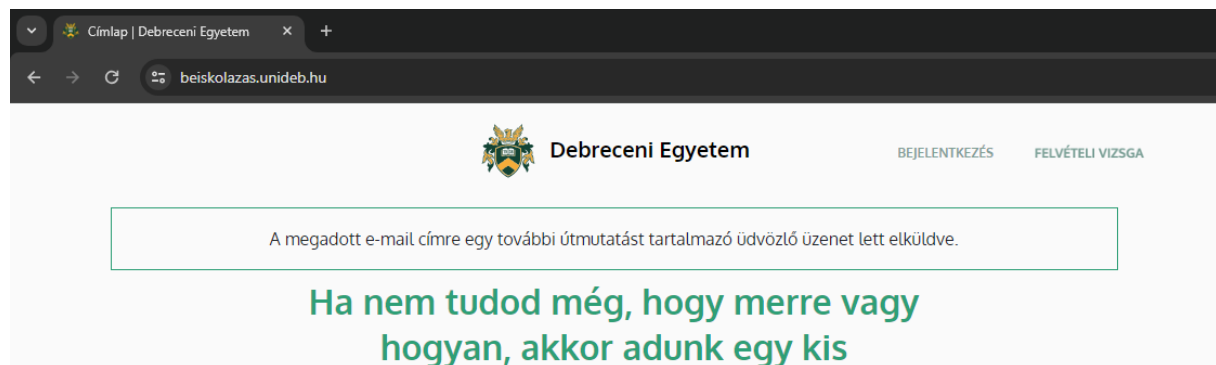 Címlap | Debreceni Egyetem
beiskolazas.unideb.hu
Debreceni Egyetem
BEJELENTKEZÉS FELVÉTELI VIZSGA
A megadott e-mail címre egy további útmutatást tartalmazó üdvözlő üzenet lett elküldve.
Ha nem tudod még, hogy merre vagy
hogyan, akkor adunk egy kis